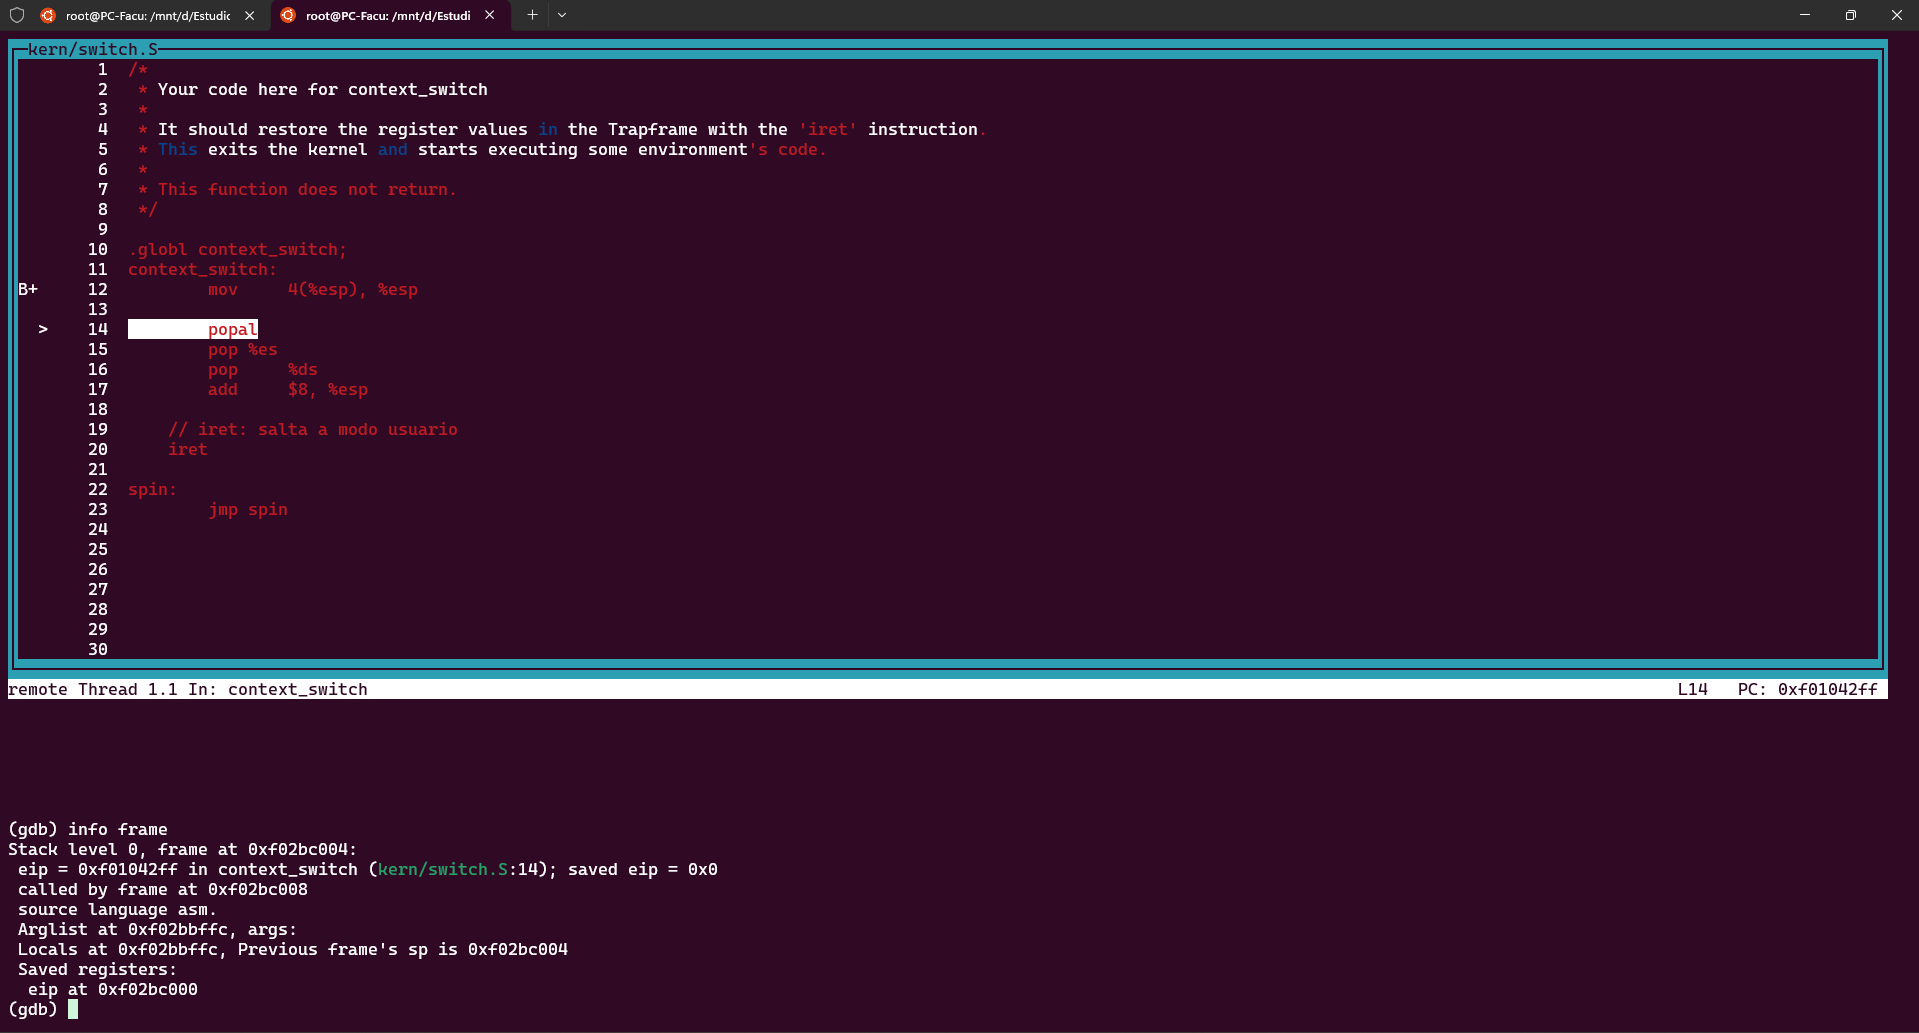 root@PC-Facu: /mnt/d/Estudic
root@PC-Facu: /mnt/d/Estudi
kern/switch.S
1 /*
2 * Your code here for context_switch
3 *
4 * It should restore the register values in the Trapframe with the 'iret' instruction.
5 * This exits the kernel and starts executing some environment's code.
6 *
7 * This function does not return.
8 */
9
10 .globl context_switch;
11 context_switch:
B+ 12 mov 4(%esp), %esp
13
> 14 popal
15 pop %es
16 pop %ds
17 add $8, %esp
18
19 // iret: salta a modo usuario
20 iret
21
22 spin:
23 jmp spin
24
25
26
27
28
29
30
remote Thread 1.1 In: context_switch L14 PC: 0xf01042ff
(gdb) info frame
Stack level 0, frame at 0xf02bc004:
eip = 0xf01042ff in context_switch (kern/switch.S:14); saved eip = 0x0
called by frame at 0xf02bc008
source language asm.
Arglist at 0xf02bbffc, args:
Locals at 0xf02bbffc, Previous frame's sp is 0xf02bc004
Saved registers:
eip at 0xf02bc000
(gdb)